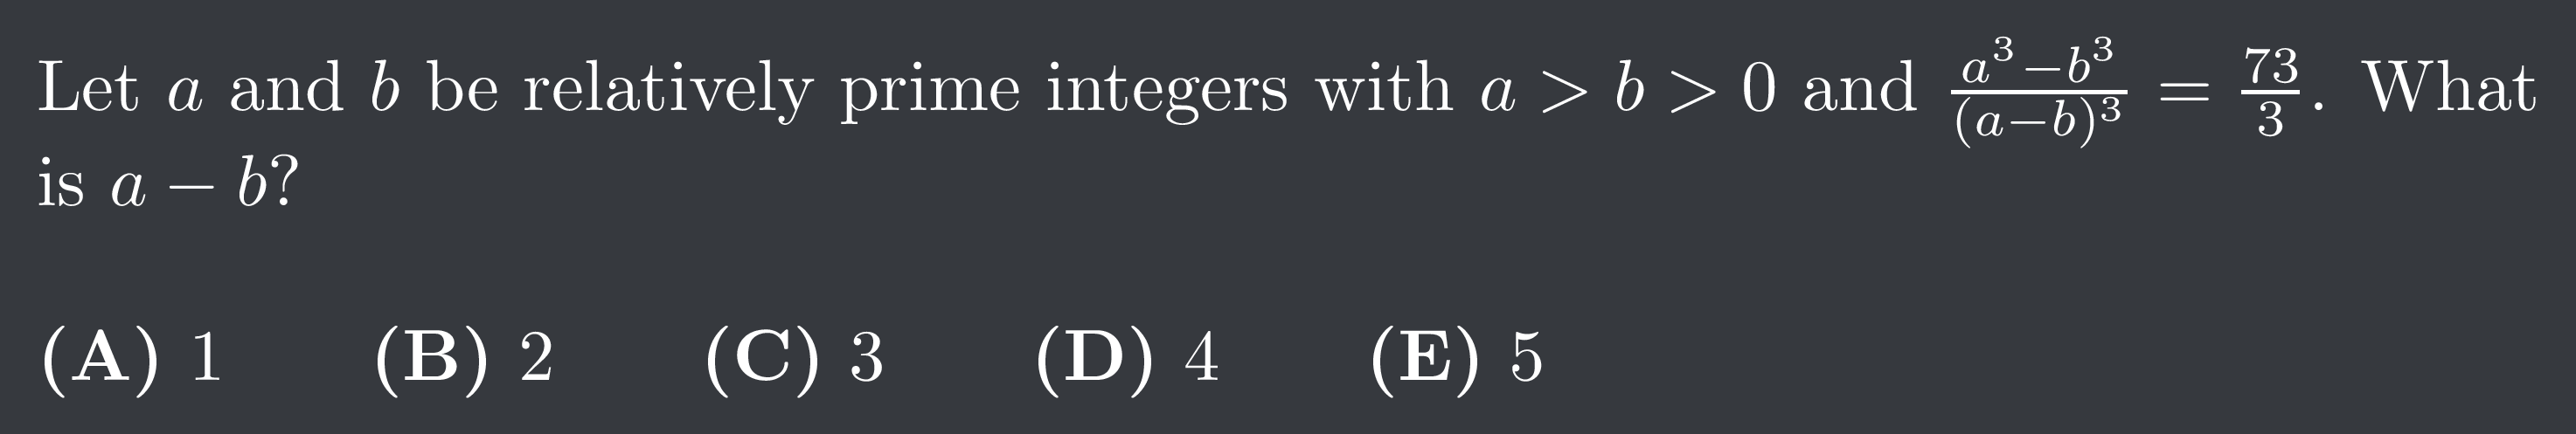 Let a and b be relatively prime integers with a > b > 0 and \frac{a^3-b^3}{(a-b)^3} = \frac{73}{3}. What
is a − b?
(A) 1 (B) 2 (C) 3 (D) 4 (E) 5